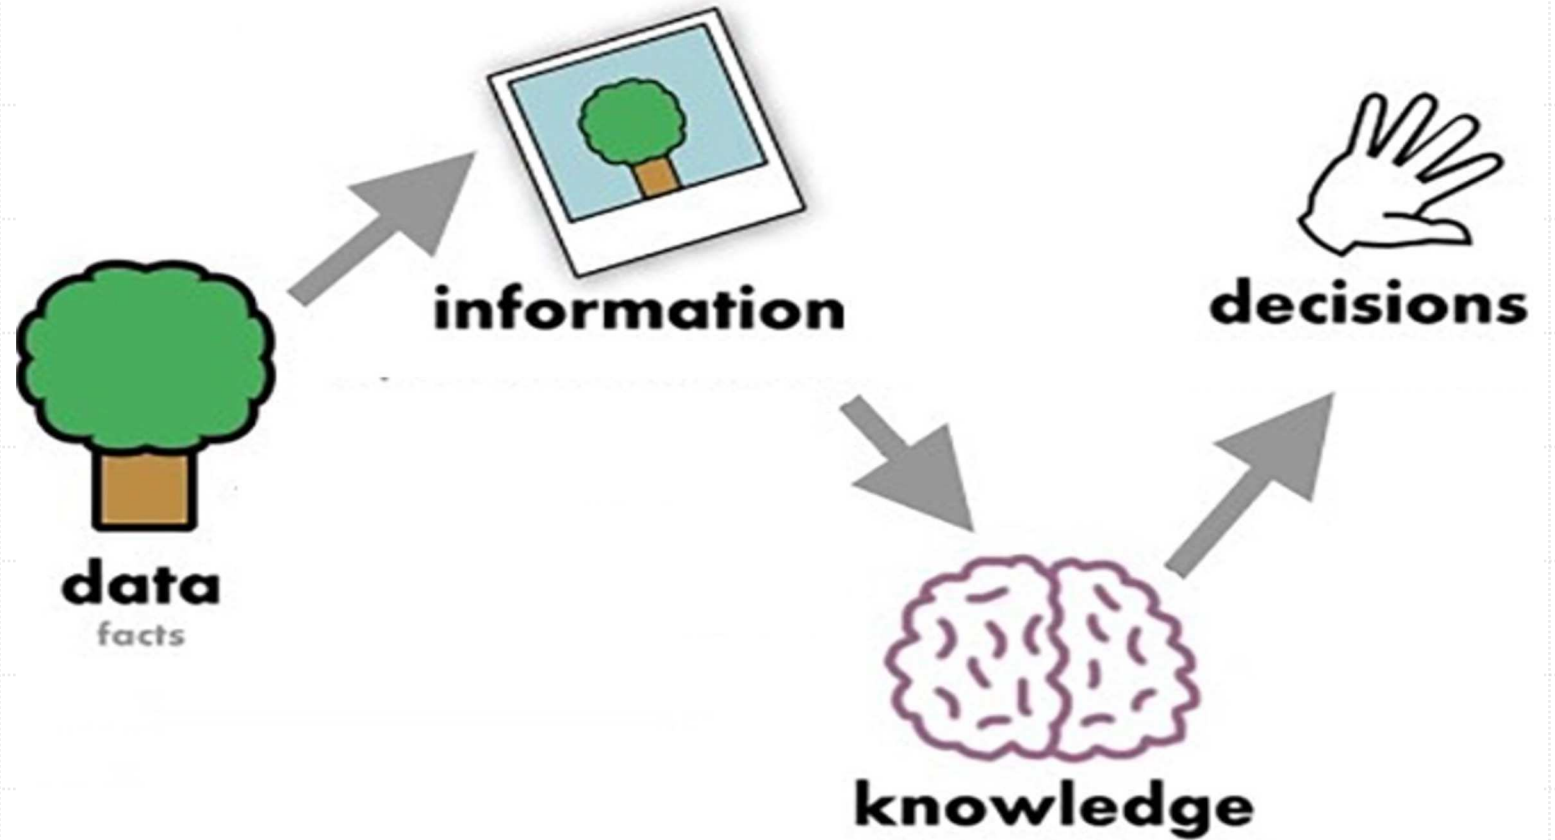 information
decisions
data
facts
knowledge